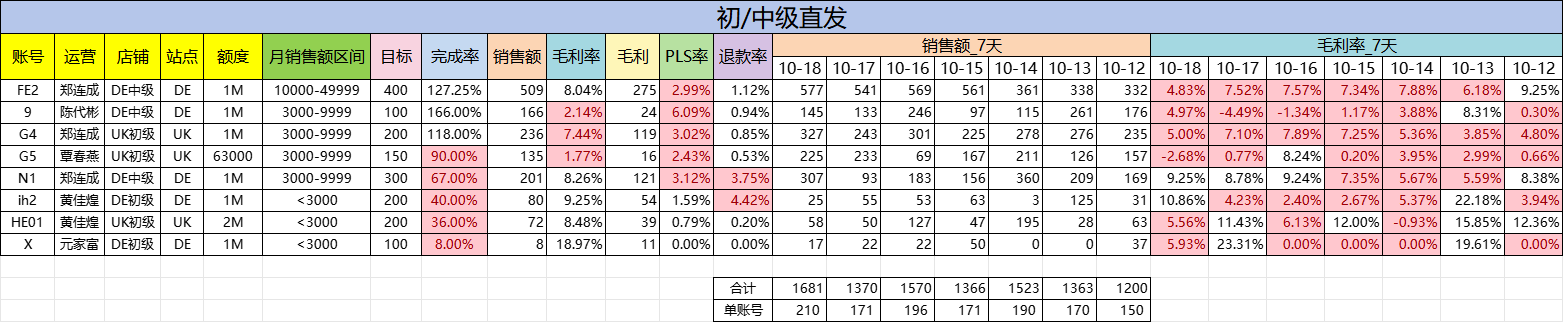 初/中级直发
账号 运营 店铺 站点 额度 月销售额区间 目标 完成率 销售额 毛利率 毛利 PLS率 退款率 销售额_7天 毛利率_7天
10-18 10-17 10-16 10-15 10-14 10-13 10-12 10-18 10-17 10-16 10-15 10-14 10-13 10-12
FE2 郑连成 DE中级 DE 1M 10000-49999 400 127.25% 509 8.04% 275 2.99% 1.12% 577 541 569 561 361 338 332 4.83% 7.52% 7.57% 7.34% 7.88% 6.18% 9.25%
9 陈代彬 DE中级 DE 1M 3000-9999 100 166.00% 166 2.14% 24 6.09% 0.94% 145 133 246 97 115 261 176 4.97% -4.49% -1.34% 1.17% 3.88% 8.31% 0.30%
G4 郑连成 UK初级 UK 1M 3000-9999 200 118.00% 236 7.44% 119 3.02% 0.85% 327 243 301 225 278 276 235 5.00% 7.10% 7.89% 7.25% 5.36% 3.85% 4.80%
G5 覃春燕 UK初级 UK 63000 3000-9999 150 90.00% 135 1.77% 16 2.43% 0.53% 225 233 69 167 211 126 157 -2.68% 0.77% 8.24% 0.20% 3.95% 2.99% 0.66%
N1 郑连成 DE中级 DE 1M 3000-9999 300 67.00% 201 8.26% 121 3.12% 3.75% 307 93 183 156 360 209 169 9.25% 8.78% 9.24% 7.35% 5.67% 5.59% 8.38%
ih2 黄佳煌 DE初级 DE 1M <3000 200 40.00% 80 9.25% 54 1.59% 4.42% 25 55 53 63 3 125 31 10.86% 4.23% 2.40% 2.67% 5.37% 22.18% 3.94%
HE01 黄佳煌 UK初级 UK 2M <3000 200 36.00% 72 8.48% 39 0.79% 0.20% 58 50 127 47 195 28 63 5.56% 11.43% 6.13% 12.00% -0.93% 15.85% 12.36%
X 元家富 DE初级 DE 1M <3000 100 8.00% 8 18.97% 11 0.00% 0.00% 17 22 22 50 0 0 37 5.93% 23.31% 0.00% 0.00% 0.00% 19.61% 0.00%
合计 1681 1370 1570 1366 1523 1363 1200
单账号 210 171 196 171 190 170 150